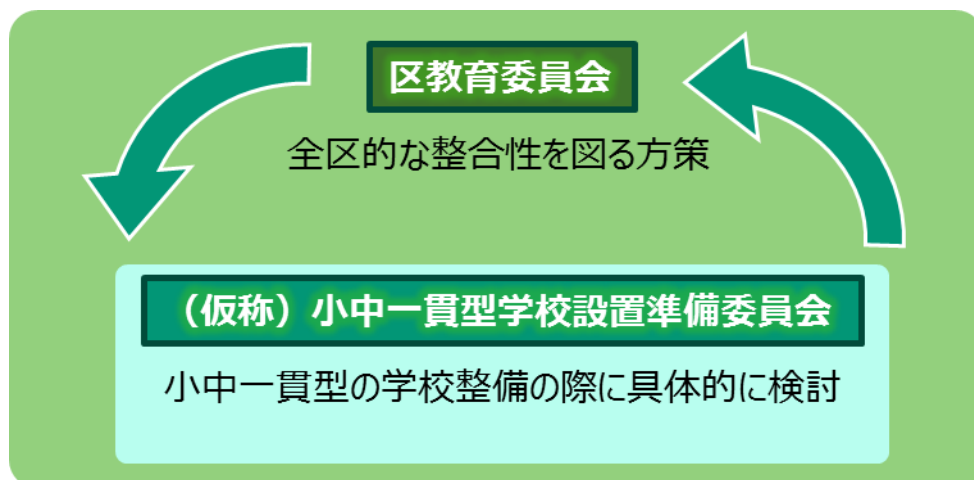 区教育委員会
全区的な整合性を図る方策
（仮称）小中一貫型学校設置準備委員会
小中一貫型の学校整備の際に具体的に検討